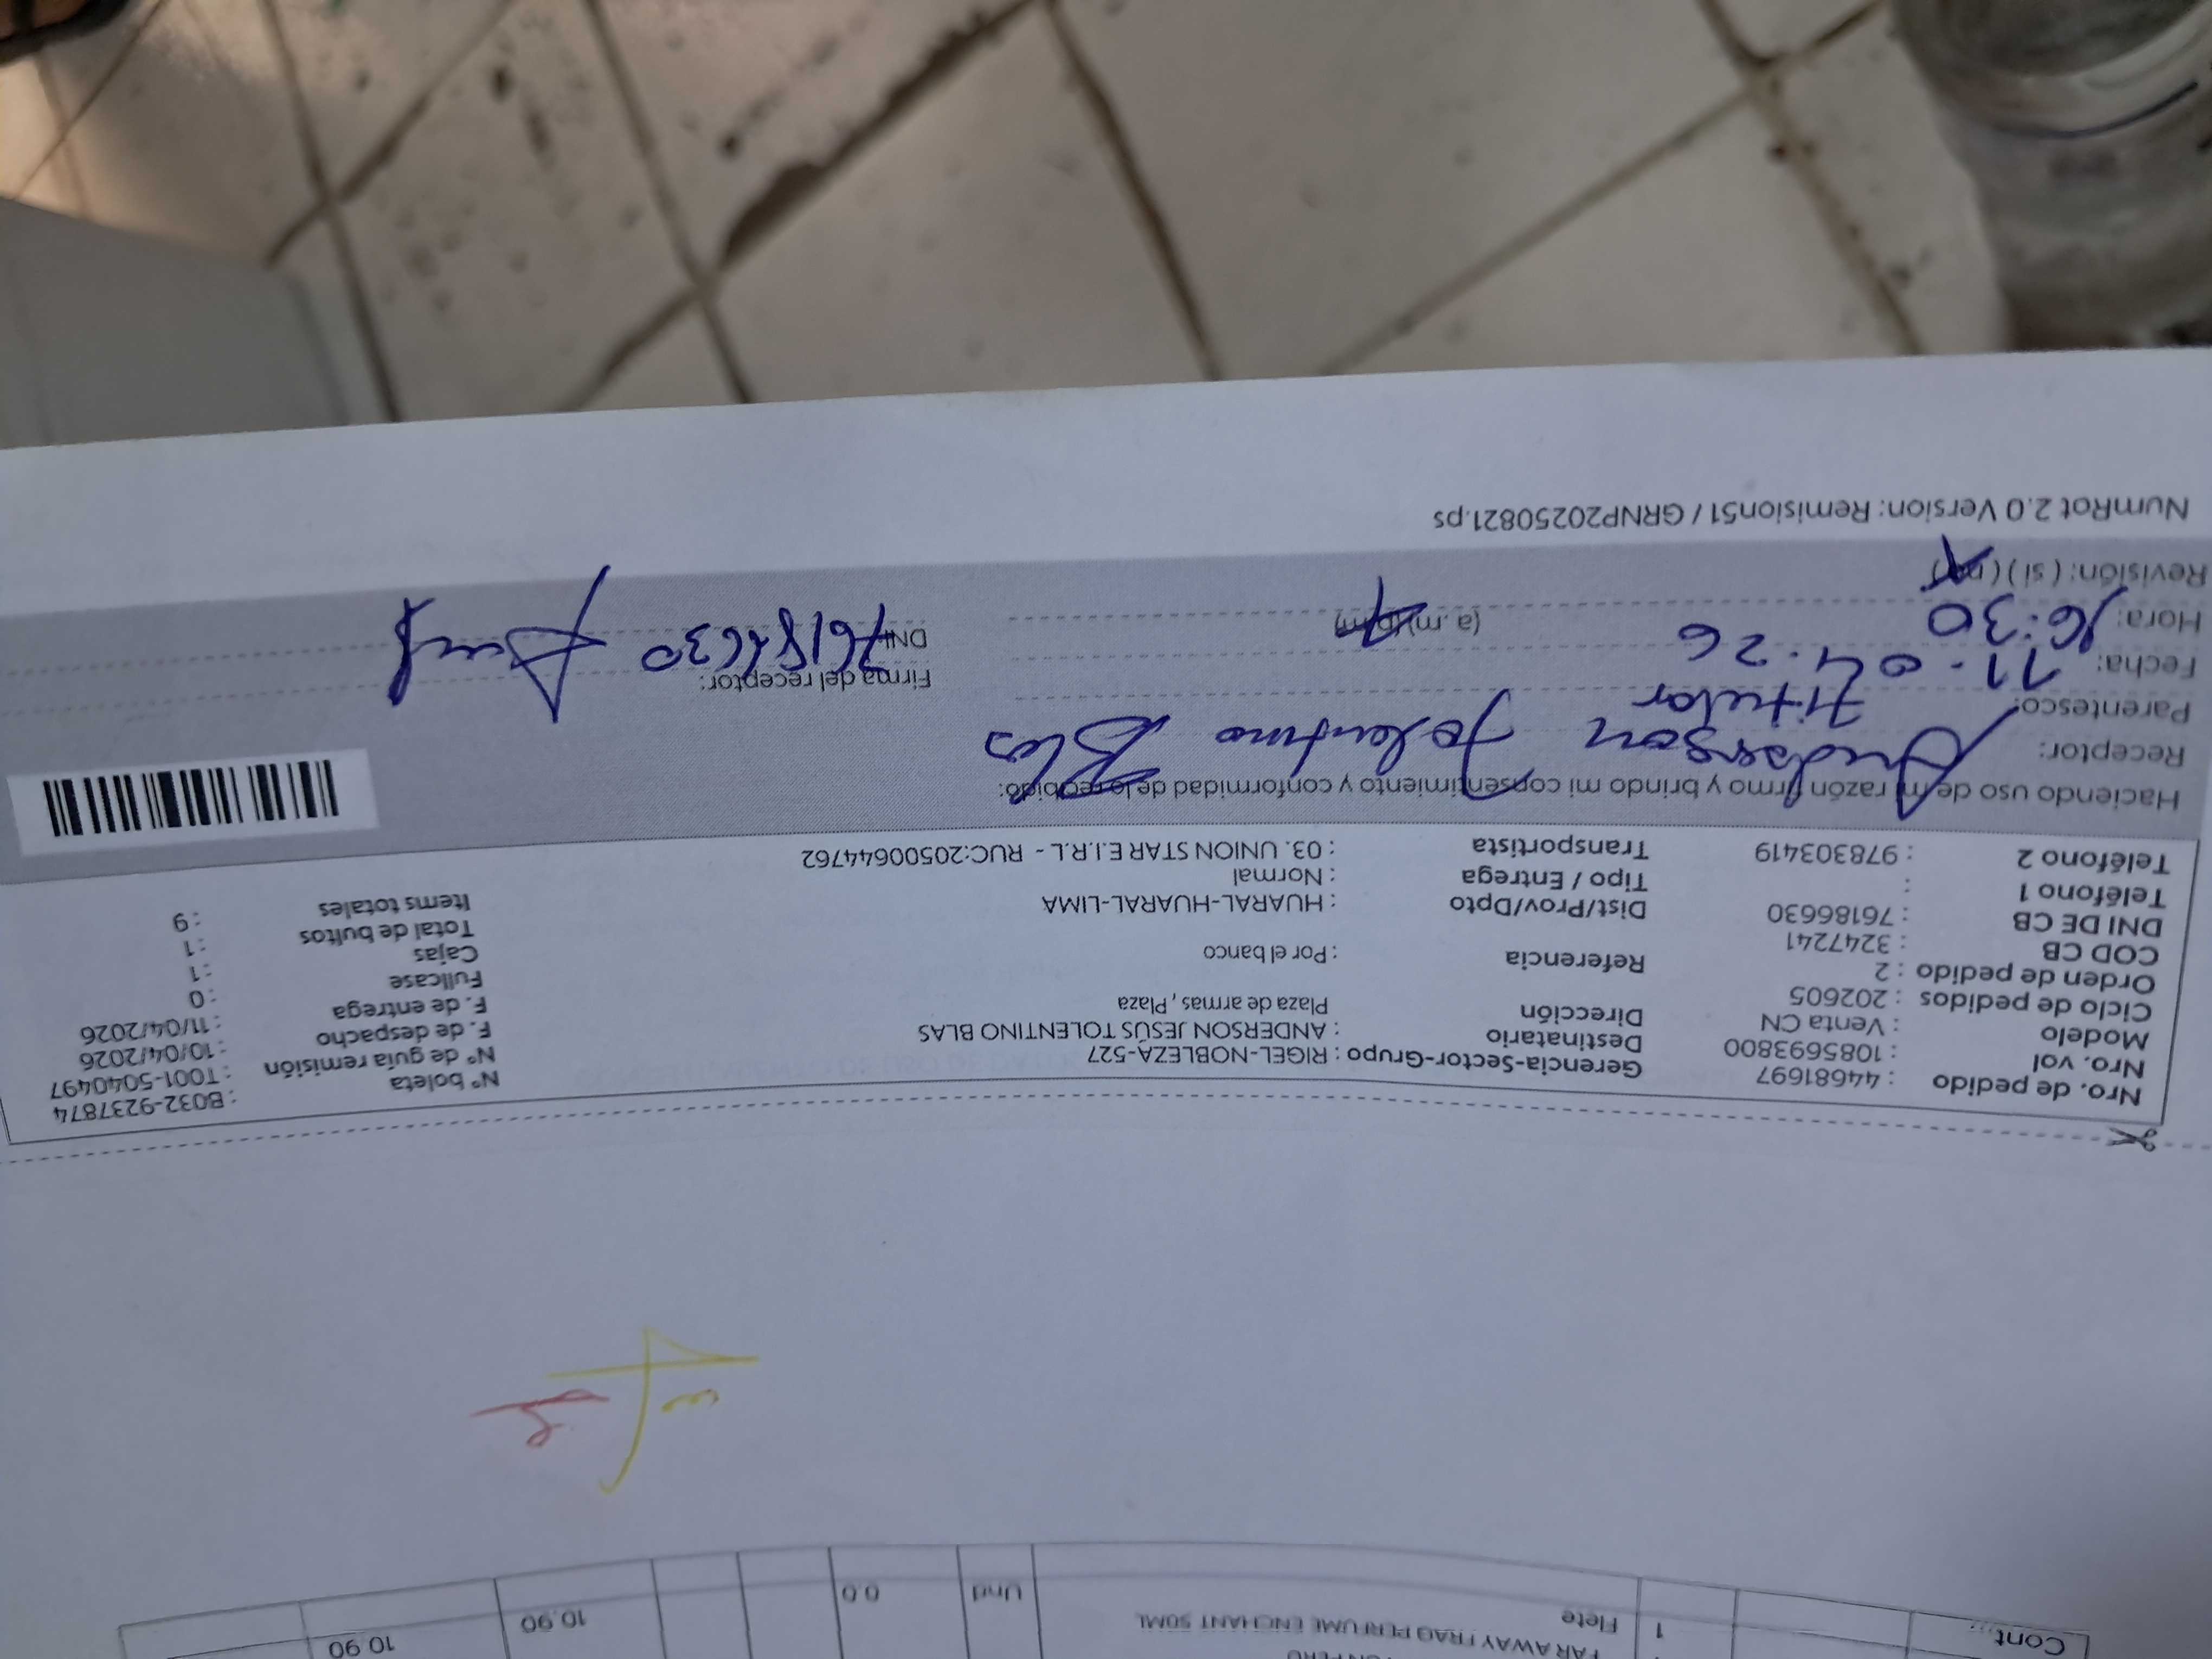 AVON PERU
FAR AWAY FRAG PERFUME ENCHANT 50ML
Cont.... 1 Flete Und 0.0 10.90 10.90
Nro. de pedido : 44681697
Nro. vol : 1085693800
Modelo : Venta CN
Ciclo de pedidos : 202605
Orden de pedido : 2
COD CB : 3247241
DNI DE CB : 76186630
Teléfono 1 :
Teléfono 2 : 978303419
Gerencia-Sector-Grupo : RIGEL-NOBLEZA-527
Destinatario : ANDERSON JESÚS TOLENTINO BLAS
Dirección Plaza de armas, Plaza
Referencia : Por el banco
Dist/Prov/Dpto : HUARAL-HUARAL-LIMA
Tipo / Entrega : Normal
Transportista : 03. UNION STAR E.I.R.L - RUC:20500644762
N° boleta : B032-9237874
N° de guía remisión : T001-5040497
F. de despacho : 10/04/2026
F. de entrega : 11/04/2026
Fullcase : 0
Cajas : 1
Total de bultos : 1
Items totales : 9
Haciendo uso de mi razón firmo y brindo mi consentimiento y conformidad de lo recibido:
Receptor: Anderson Tolentino Blas
Parentesco: Titular
Fecha: 11.04.26
Hora: 16:30 (a.m) (p.m)
Revisión: ( si ) ( no )
Firma del receptor:
DNI: 76186630
NumRot 2.0 Version: Remision51 / GRNP20250821.ps